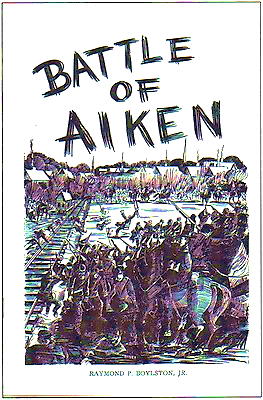 BATTLE
OF
AIKEN
RAYMOND P. BOYLSTON, JR.